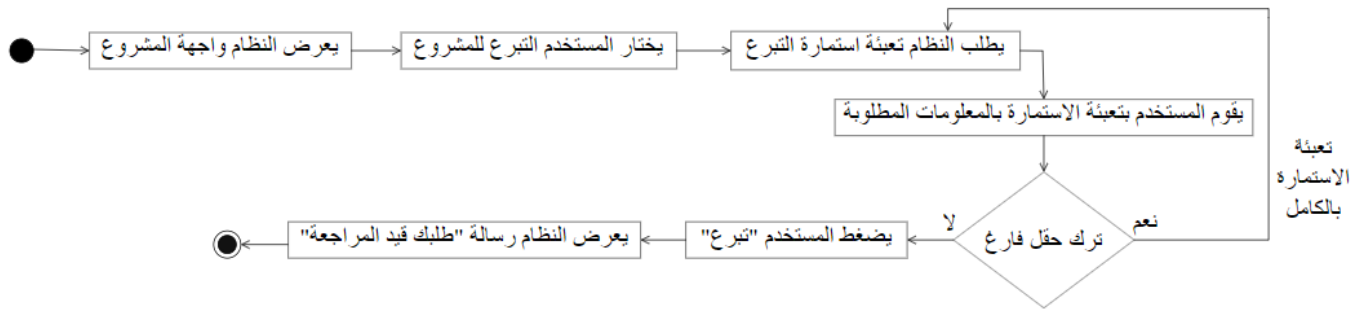 يعرض النظام واجهة المشروع
يختار المستخدم التبرع للمشروع
يطلب النظام تعبئة استمارة التبرع
يقوم المستخدم بتعبئة الاستمارة بالمعلومات المطلوبة
تعبئة
الاستمارة
بالكامل
ترك حقل فارغ
نعم
لا
يضغط المستخدم "تبرع"
يعرض النظام رسالة "طلبك قيد المراجعة"